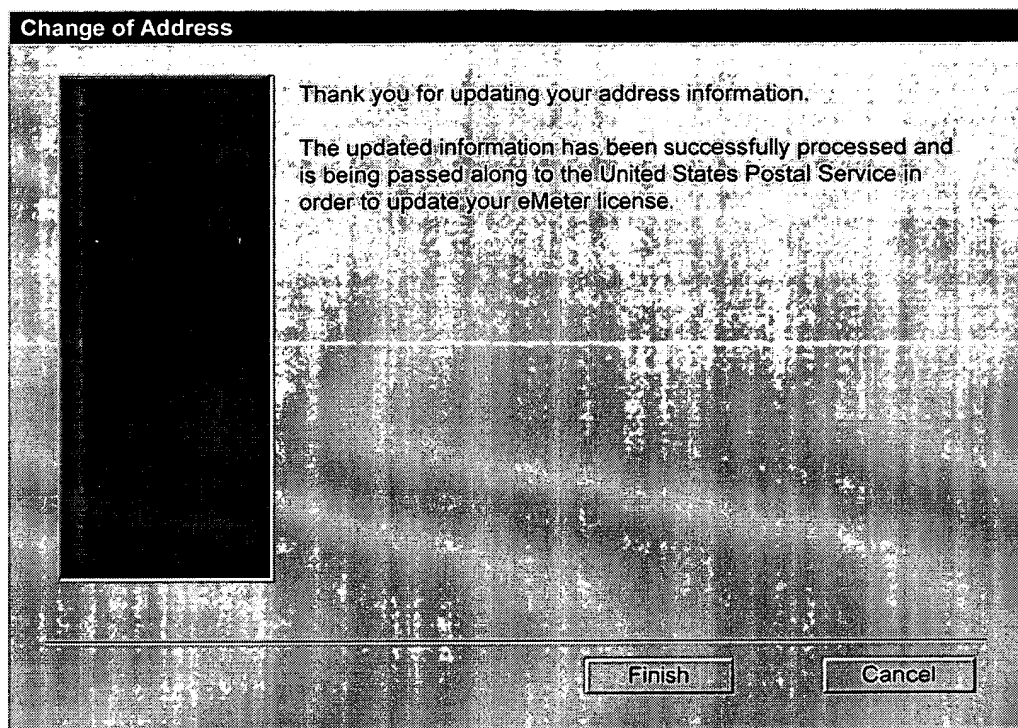 Change of Address
Thank you for updating your address information.
The updated information has been successfully processed and
is being passed along to the United States Postal Service in
order to update your eMeter license.
Finish
Cancel